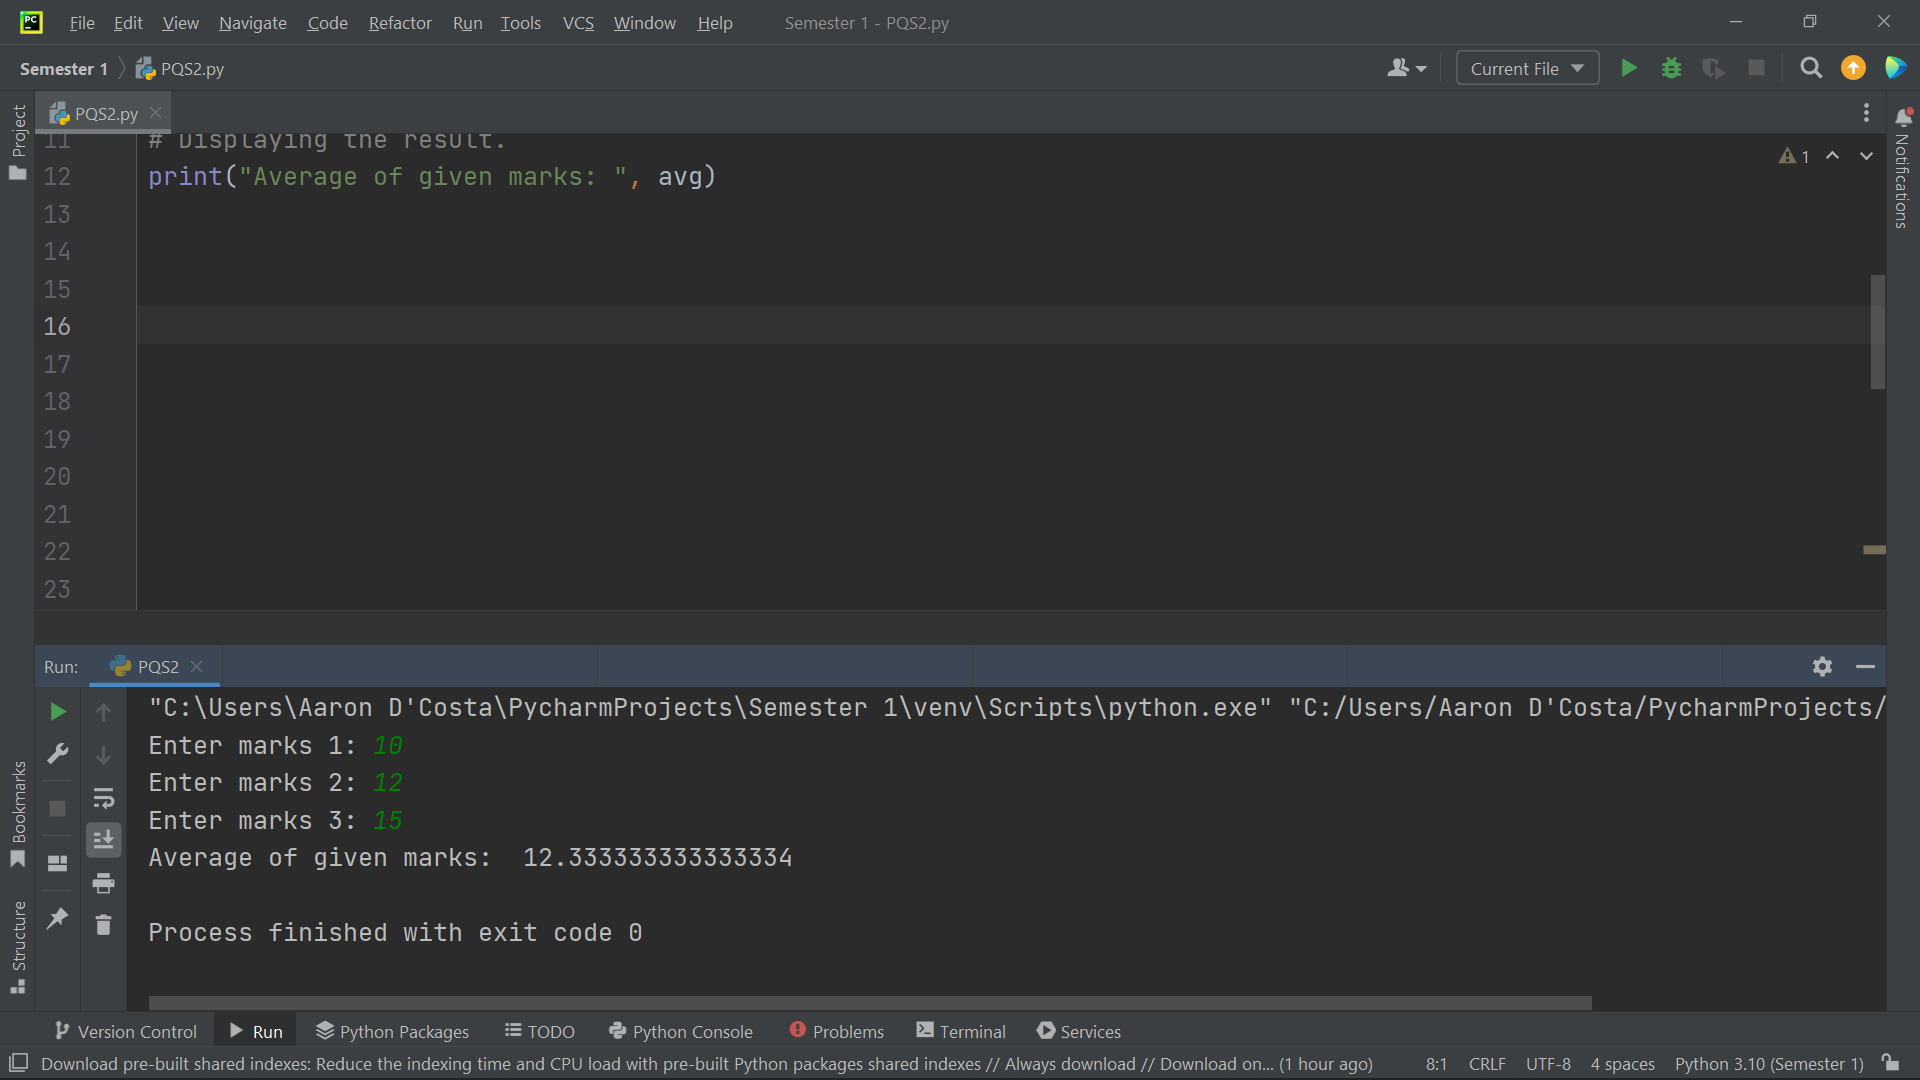 File Edit View Navigate Code Refactor Run Tools VCS Window Help Semester 1 - PQS2.py
Semester 1 PQS2.py Current File
PQS2.py
Project
Notifications
11 # Displaying the result.
12 print("Average of given marks: ", avg)
1
13
14
15
16
17
18
19
20
21
22
23
Run: PQS2
"C:\Users\Aaron D'Costa\PycharmProjects\Semester 1\venv\Scripts\python.exe" "C:/Users/Aaron D'Costa/PycharmProjects/
Enter marks 1: 10
Enter marks 2: 12
Enter marks 3: 15
Average of given marks:  12.333333333333334
Process finished with exit code 0
Bookmarks
Structure
Version Control Run Python Packages TODO Python Console Problems Terminal Services
Download pre-built shared indexes: Reduce the indexing time and CPU load with pre-built Python packages shared indexes // Always download // Download on... (1 hour ago) 8:1 CRLF UTF-8 4 spaces Python 3.10 (Semester 1)